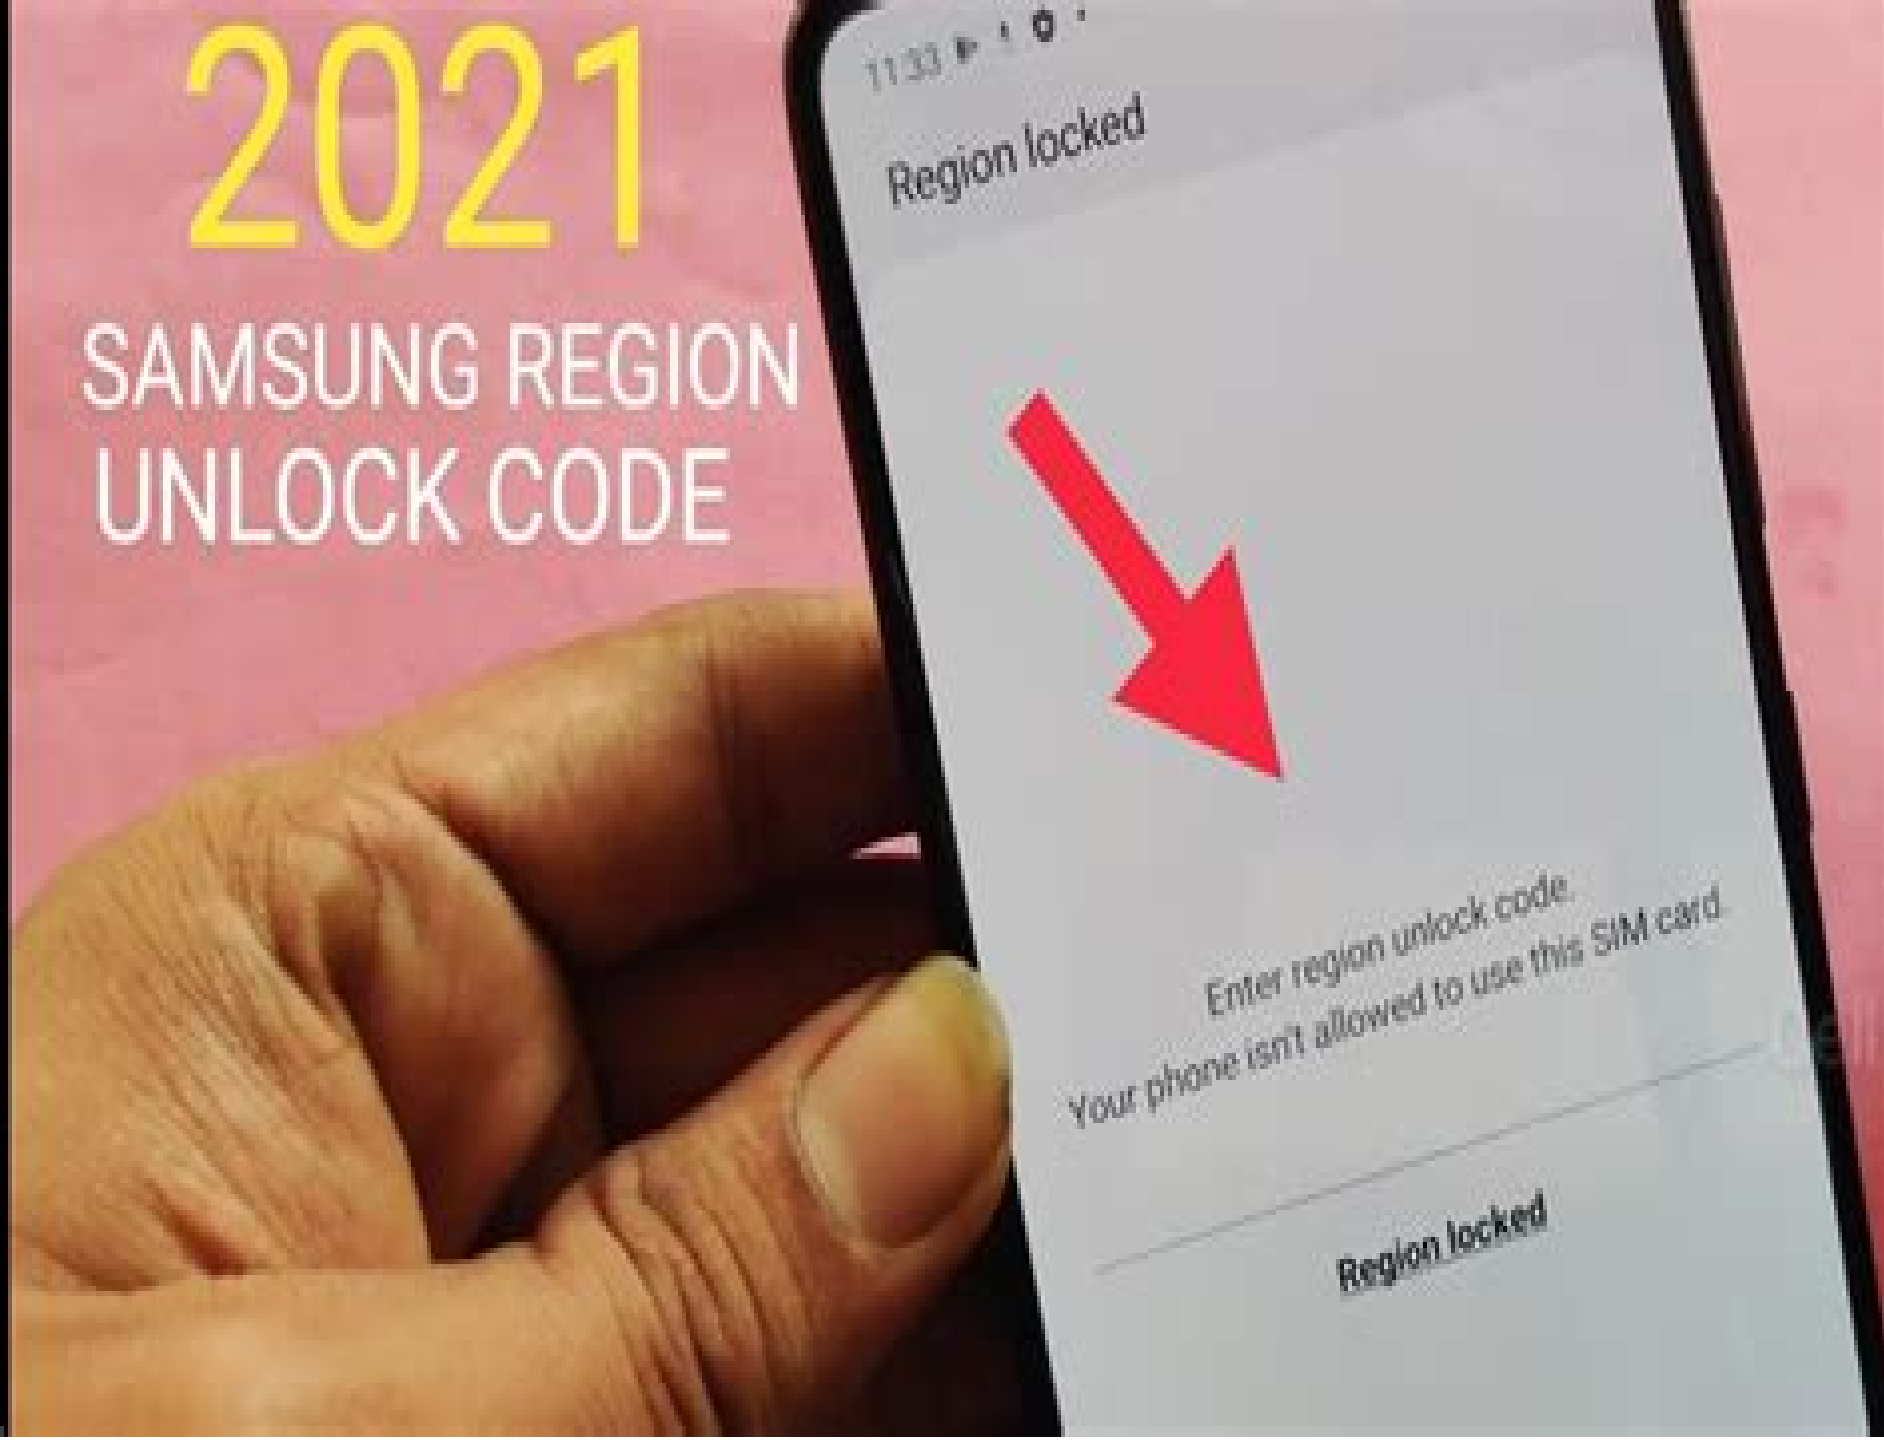 2021
SAMSUNG REGION
UNLOCK CODE
11:33
Region locked
Enter region unlock code.
Your phone isn't allowed to use this SIM card.
Region locked